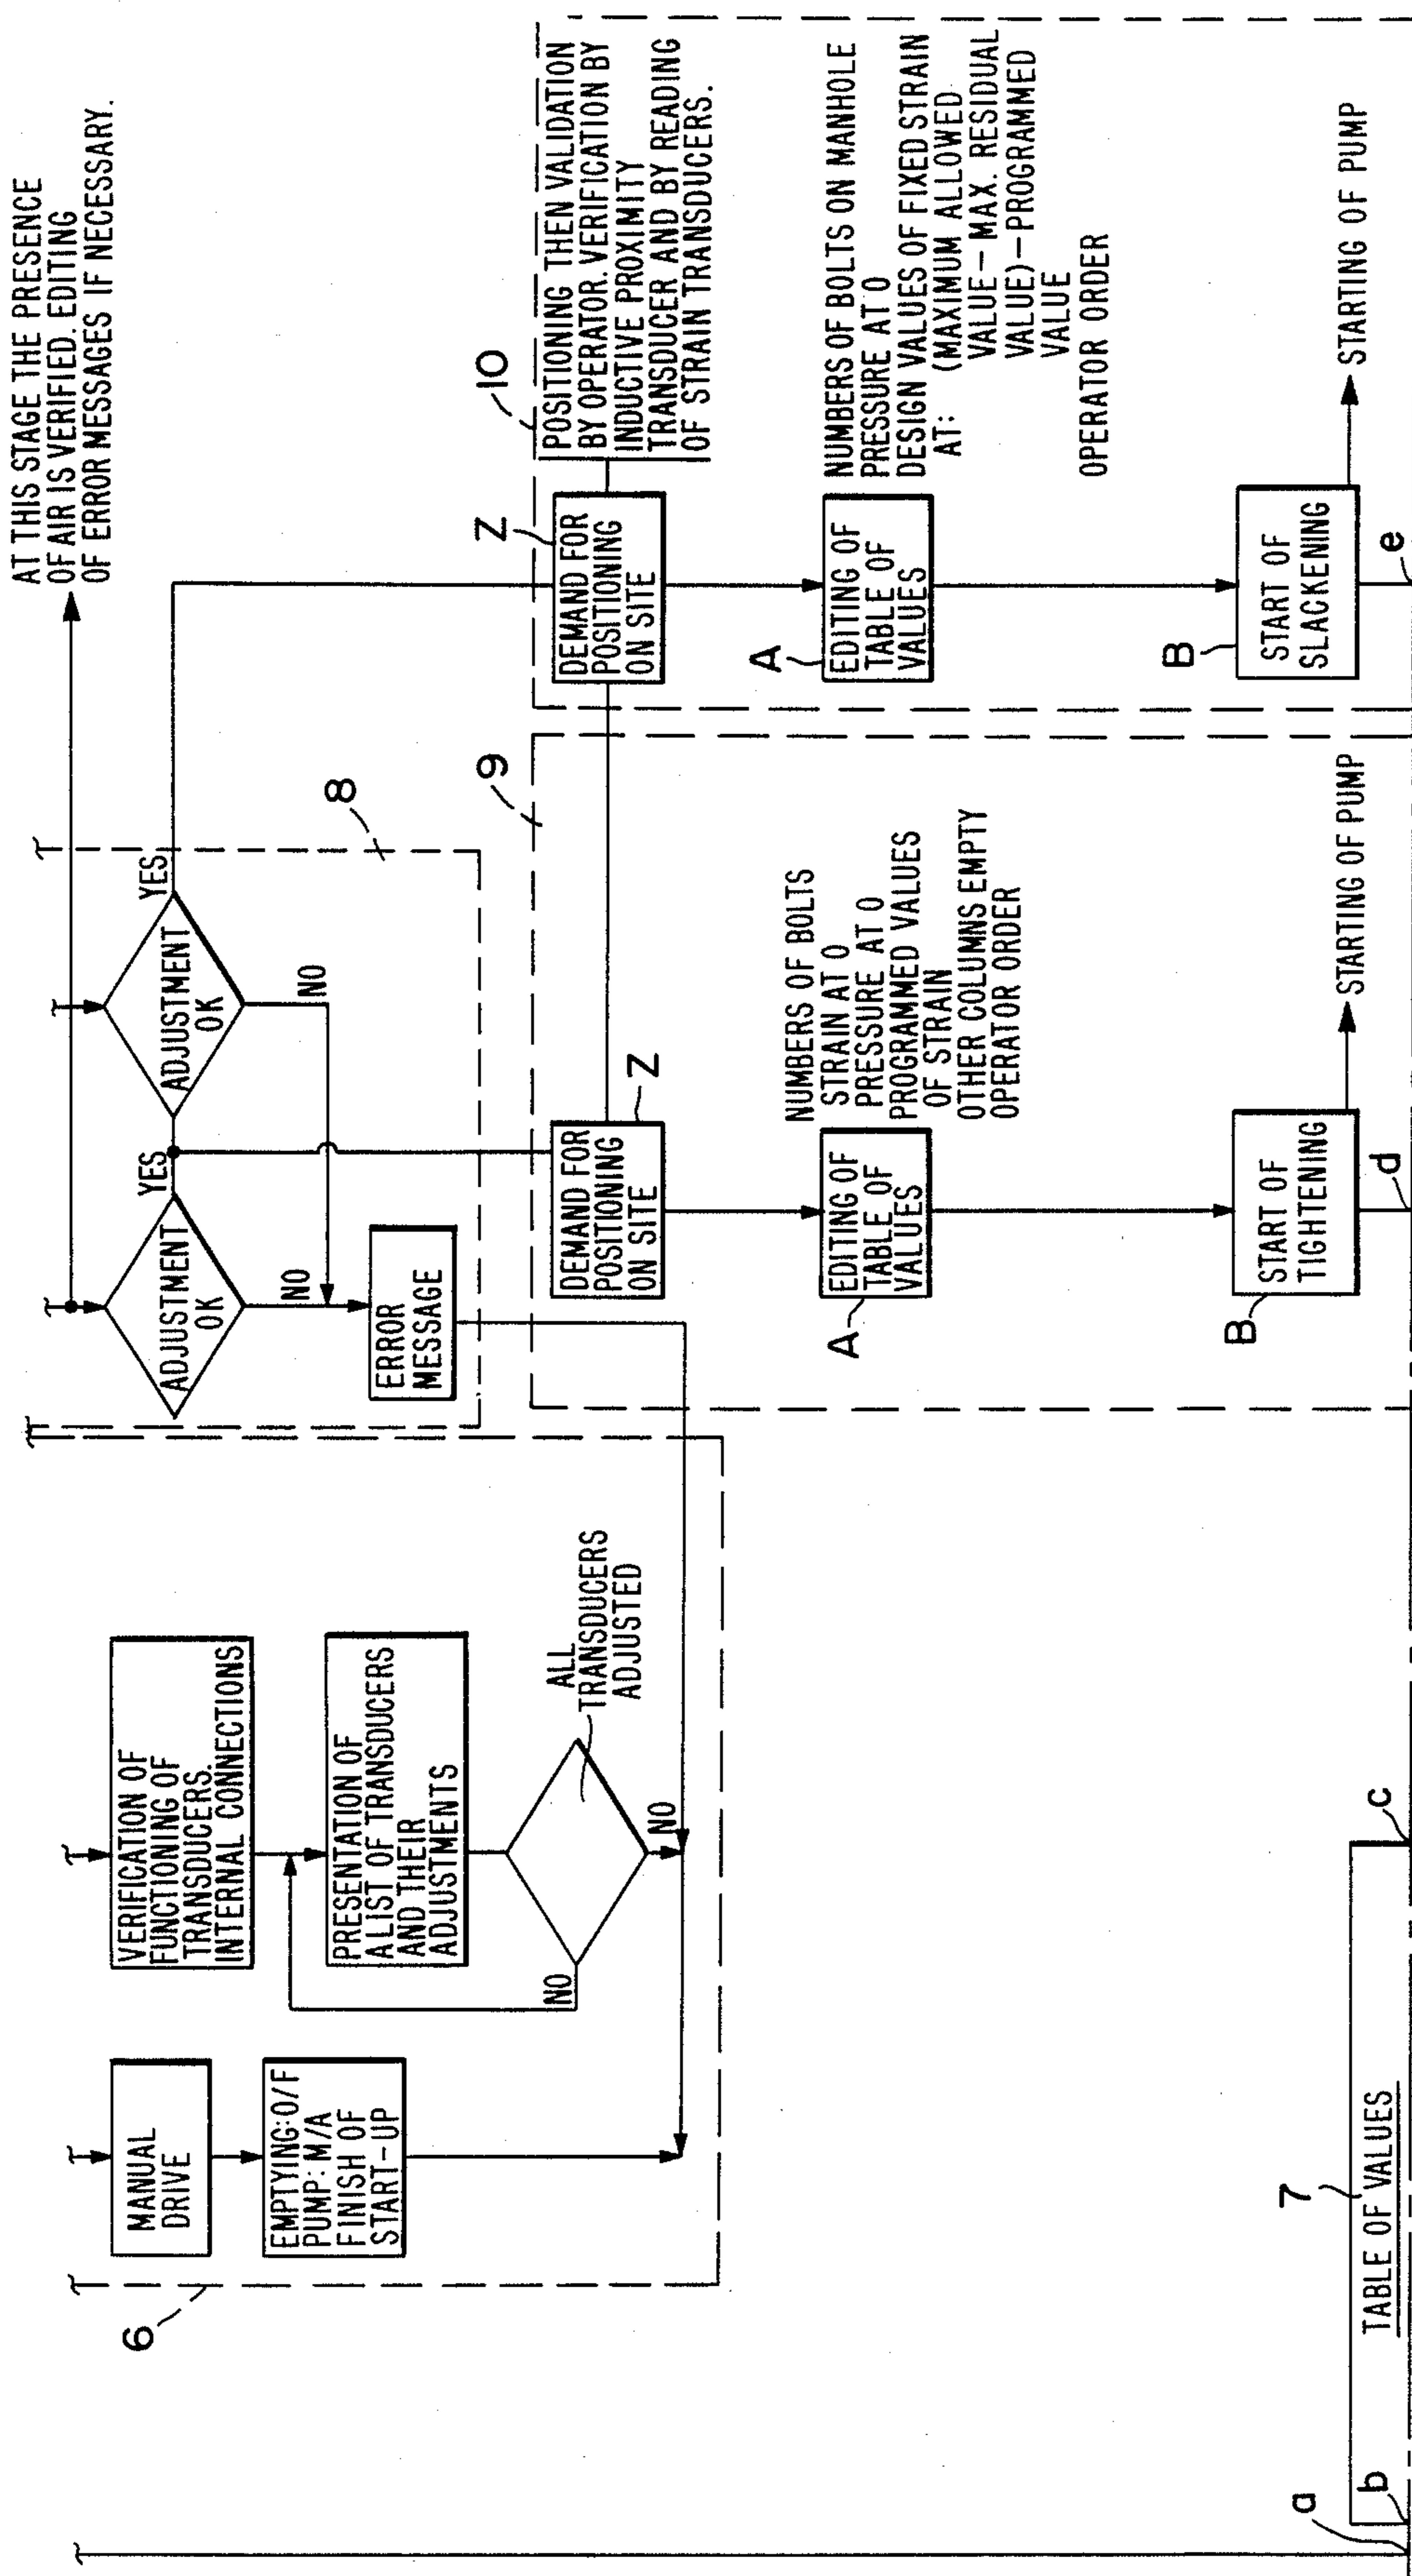 AT THIS STAGE THE PRESENCE
OF AIR IS VERIFIED. EDITING
OF ERROR MESSAGES IF NECESSARY.
MANUAL
DRIVE
EMPTYING: O/F
PUMP: M/A
FINISH OF
START-UP
6
VERIFICATION OF
FUNCTIONING OF
TRANSDUCERS.
INTERNAL CONNECTIONS
PRESENTATION OF
A LIST OF TRANSDUCERS
AND THEIR
ADJUSTMENTS
ALL
TRANSDUCERS
ADJUSTED
NO
NO
ADJUSTMENT
OK
YES
NO
ADJUSTMENT
OK
YES
NO
ERROR
MESSAGE
8
9
DEMAND FOR
POSITIONING
ON SITE
Z
EDITING OF
TABLE OF
VALUES
A
NUMBERS OF BOLTS
STRAIN AT 0
PRESSURE AT 0
PROGRAMMED VALUES
OF STRAIN
OTHER COLUMNS EMPTY
OPERATOR ORDER
START OF
TIGHTENING
B
STARTING OF PUMP
d
10
DEMAND FOR
POSITIONING
ON SITE
Z
POSITIONING THEN VALIDATION
BY OPERATOR. VERIFICATION BY
INDUCTIVE PROXIMITY
TRANSDUCER AND BY READING
OF STRAIN TRANSDUCERS.
EDITING OF
TABLE OF
VALUES
A
NUMBERS OF BOLTS ON MANHOLE
PRESSURE AT 0
DESIGN VALUES OF FIXED STRAIN
AT: (MAXIMUM ALLOWED
VALUE - MAX. RESIDUAL
VALUE) - PROGRAMMED
VALUE
OPERATOR ORDER
START OF
SLACKENING
B
STARTING OF PUMP
e
7
TABLE OF VALUES
a
b
c